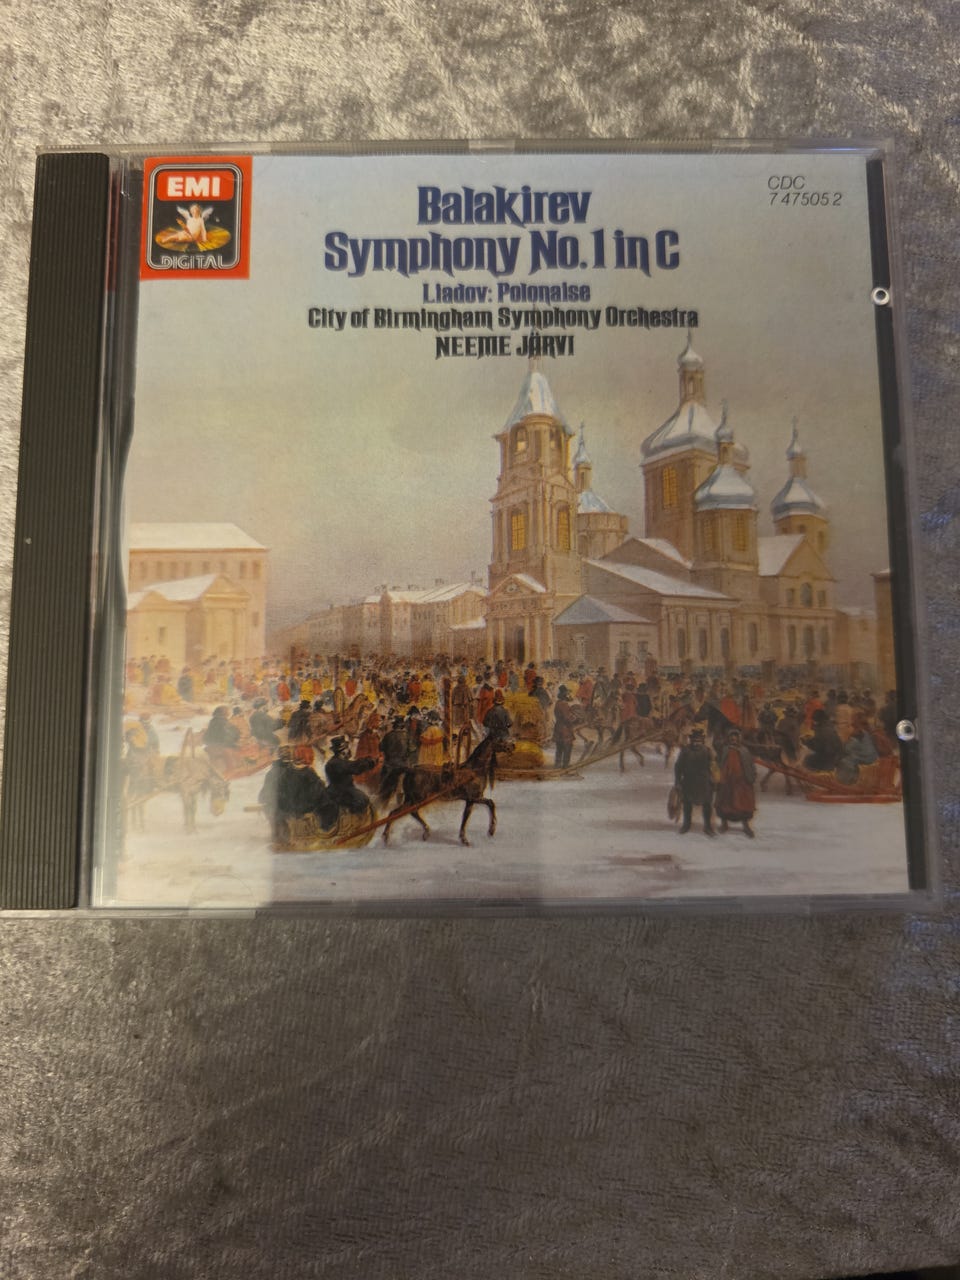 EMI
DIGITAL
CDC
7 47505 2
Balakirev
Symphony No.1 in C
Liadov: Polonaise
City of Birmingham Symphony Orchestra
NEEME JÄRVI